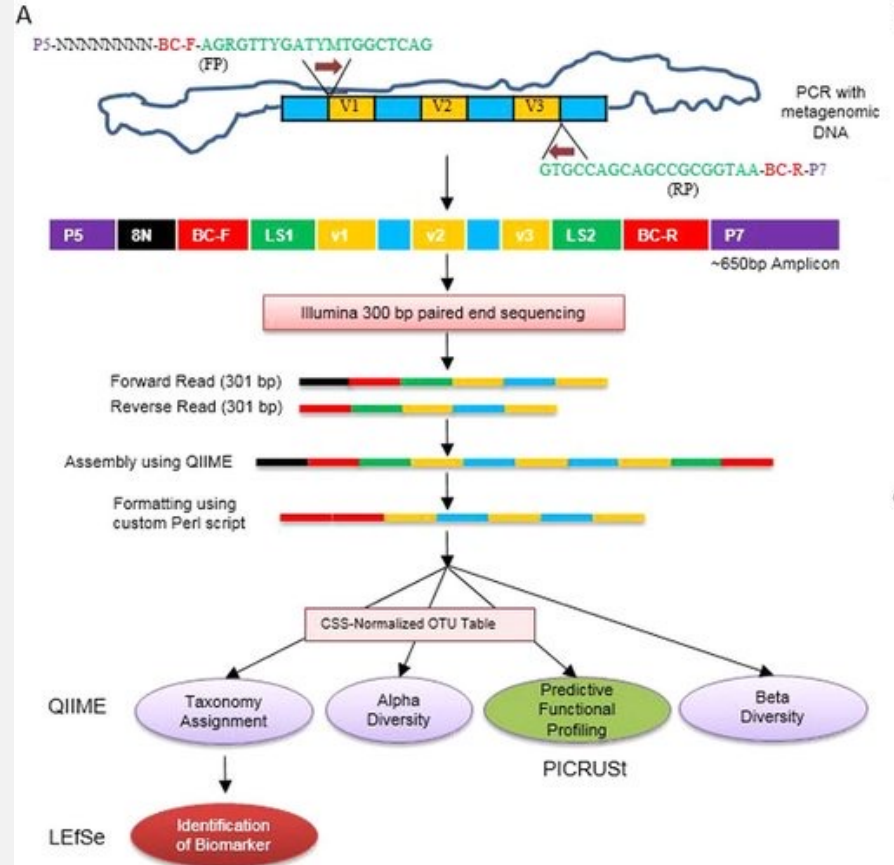 A
P5-NNNNNNNN-BC-F-AGRGTTYGATYMTGGCTCAG
(FP)
V1
V2
V3
PCR with
metagenomic
DNA
GTGCCAGCAGCCGCGGTAA-BC-R-P7
(RP)
P5
8N
BC-F
LS1
v1
v2
v3
LS2
BC-R
P7
~650bp Amplicon
Illumina 300 bp paired end sequencing
Forward Read (301 bp)
Reverse Read (301 bp)
Assembly using QIIME
Formatting using
custom Perl script
CSS-Normalized OTU Table
QIIME
Taxonomy
Assignment
Alpha
Diversity
Predictive
Functional
Profiling
Beta
Diversity
PICRUSt
LEfSe
Identification
of Biomarker